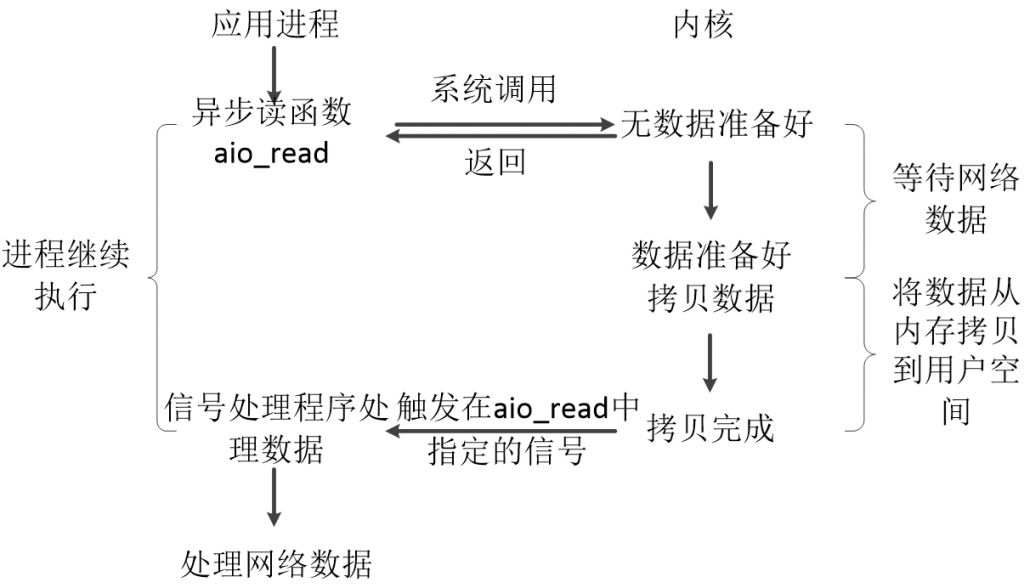 应用进程
内核
系统调用
异步读函数
aio_read
无数据准备好
返回
等待网络
数据
进程继续
执行
数据准备好
拷贝数据
将数据从
内存拷贝
到用户空
间
信号处理程序处
理数据
触发在aio_read中
指定的信号
拷贝完成
处理网络数据